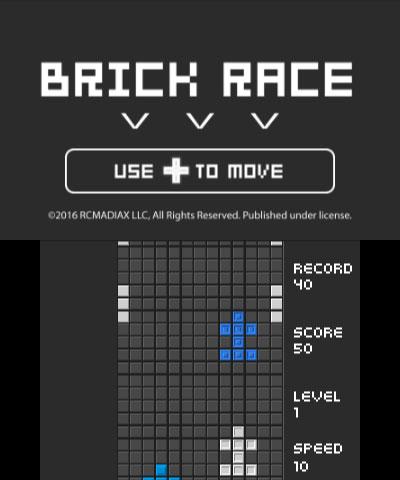 BRICK RACE
USE TO MOVE
©2016 RCMADIAX LLC, All Rights Reserved. Published under license.
RECORD
40
SCORE
50
LEVEL
1
SPEED
10